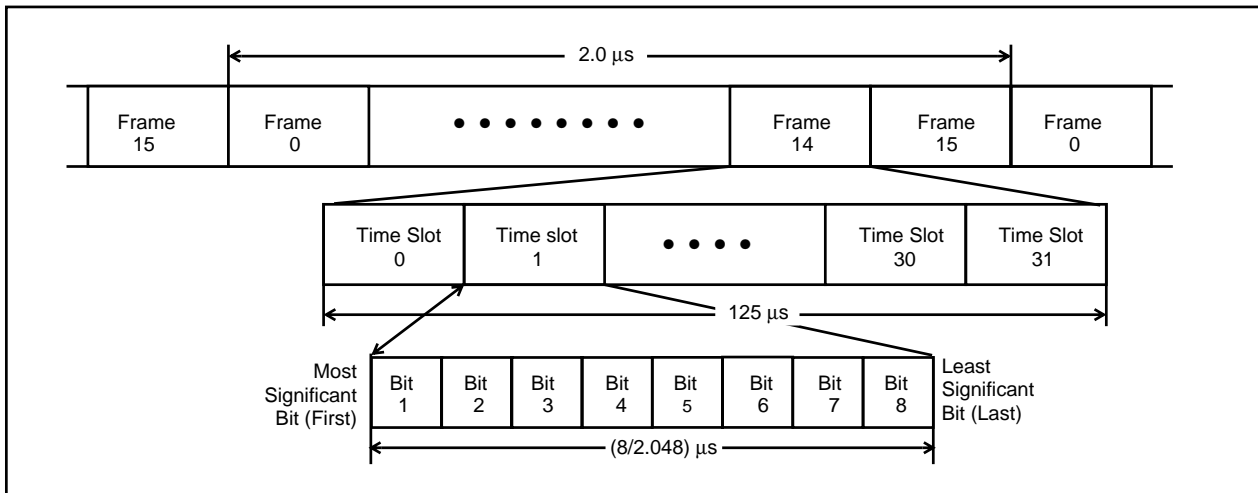 2.0 µs
Frame 15
Frame 0
Frame 14
Frame 15
Frame 0
Time Slot 0
Time slot 1
Time Slot 30
Time Slot 31
125 µs
Most
Significant
Bit (First)
Bit 1
Bit 2
Bit 3
Bit 4
Bit 5
Bit 6
Bit 7
Bit 8
Least
Significant
Bit (Last)
(8/2.048) µs